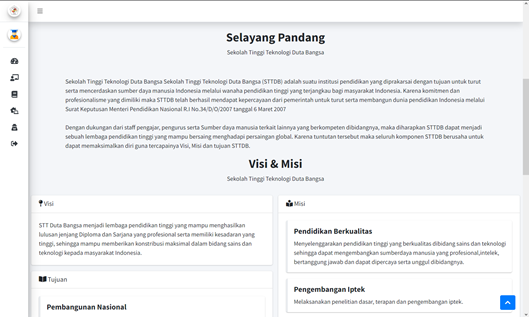 Selayang Pandang
Sekolah Tinggi Teknologi Duta Bangsa
Sekolah Tinggi Teknologi Duta Bangsa Sekolah Tinggi Teknologi Duta Bangsa (STTDB) adalah suatu institusi pendidikan yang diprakarsai dengan tujuan untuk turut
serta mencerdaskan sumber daya manusia Indonesia melalui wanaha pendidikan tinggi yang terjangkau bagi masyarakat Indonesia. Karena komitmen dan
profesionalisme yang dimiliki maka STTDB telah berhasil mendapat kepercayaan dari pemerintah untuk turut serta membangun dunia pendidikan Indonesia melalui
Surat Keputusan Menteri Pendidikan Nasional R.I No.34/D/O/2007 tanggal 6 Maret 2007
Dengan dukungan dari staff pengajar, pengurus serta Sumber daya manusia terkait lainnya yang berkompeten dibidangnya, maka diharapkan STTDB dapat menjadi
sebuah lembaga pendidikan tinggi yang mampu bersaing menghadapi persaingan global. Karena tuntutan tersebut maka seluruh komponen STTDB berusaha untuk
dapat memaksimalkan diri guna tercapainya Visi, Misi dan tujuan STTDB.
Visi & Misi
Sekolah Tinggi Teknologi Duta Bangsa
Visi
STT Duta Bangsa menjadi lembaga pendidikan tinggi yang mampu menghasilkan
lulusan jenjang Diploma dan Sarjana yang profesional serta memiliki kesadaran yang
tinggi, sehingga mampu memberikan konstribusi maksimal dalam bidang sains dan
teknologi kepada masyarakat Indonesia.
Tujuan
Pembangunan Nasional
Misi
Pendidikan Berkualitas
Menyelenggarakan pendidikan tinggi yang berkualitas dibidang sains dan teknologi
sehingga dapat mengembangkan sumberdaya manusia yang profesional,intelek,
bertanggung jawab dan dapat dipercaya serta unggul dibidangnya.
Pengembangan Iptek
Melaksanakan penelitian dasar, terapan dan pengembangan iptek.